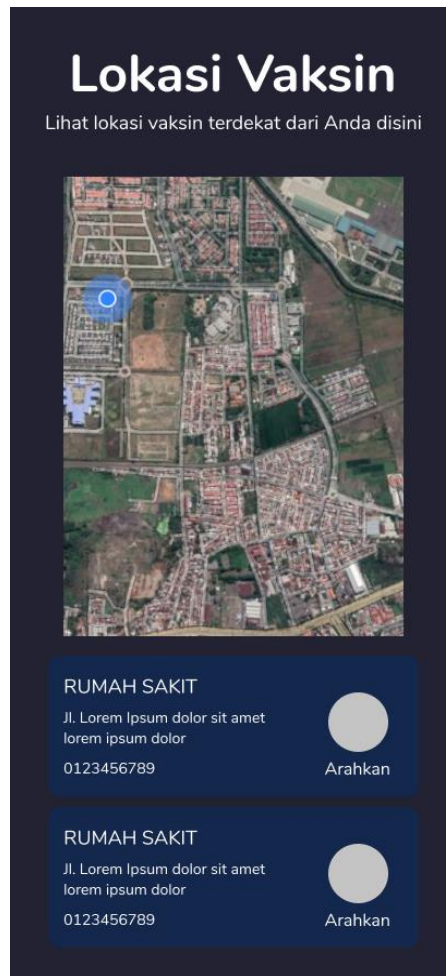 Lokasi Vaksin
Lihat lokasi vaksin terdekat dari Anda disini
RUMAH SAKIT
Jl. Lorem Ipsum dolor sit amet
lorem ipsum dolor
0123456789
Arahkan
RUMAH SAKIT
Jl. Lorem Ipsum dolor sit amet
lorem ipsum dolor
0123456789
Arahkan